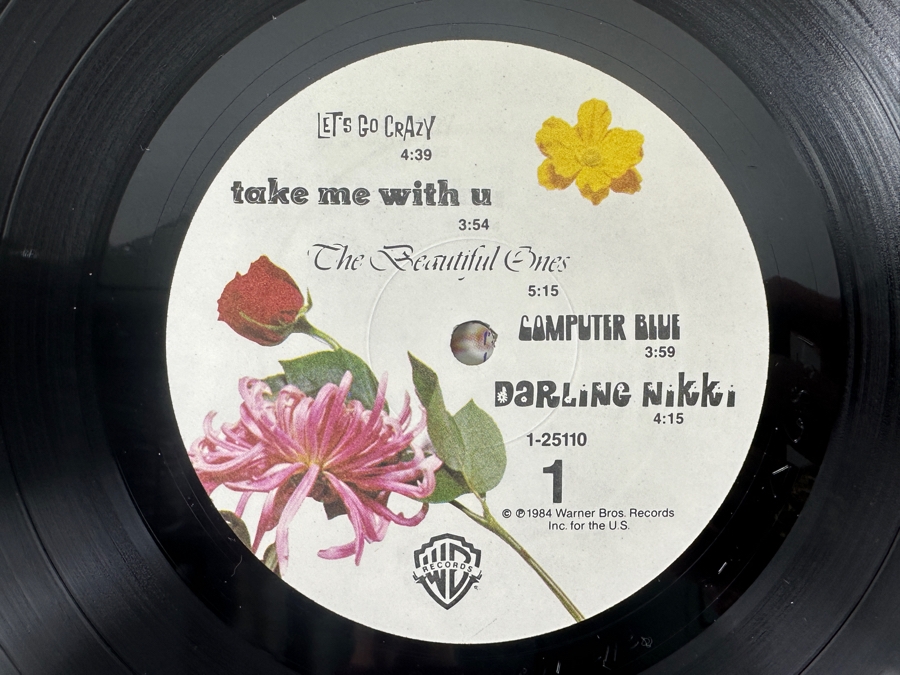 LET'S GO CRAZY
4:39
take me with u
3:54
The Beautiful Ones
5:15
COMPUTER BLUE
3:59
DARLING NIKKI
4:15
1-25110
1
© ℗1984 Warner Bros. Records
Inc. for the U.S.
WB
RECORDS
®